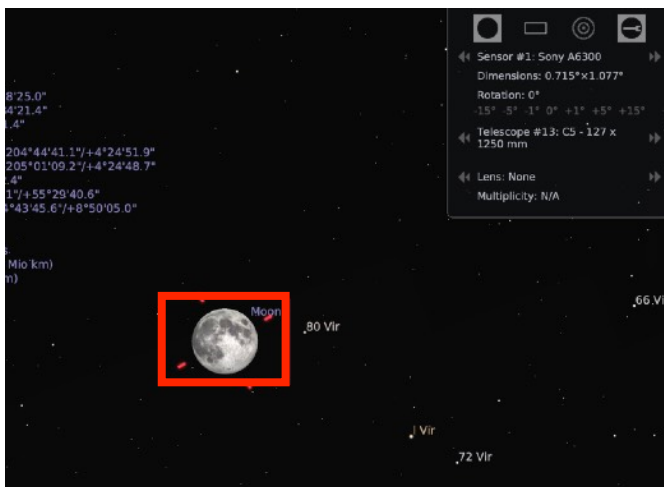 Sensor #1: Sony A6300
Dimensions: 0.715°×1.077°
Rotation: 0°
-15° -5° -1° 0° +1° +5° +15°
Telescope #13: C5 - 127 x
1250 mm
Lens: None
Multiplicity: N/A
8'25.0"
4'21.4"
.4"
204°44'41.1"/+4°24'51.9"
205°01'09.2"/+4°24'48.7"
.4"
1"/+55°29'40.6"
°43'45.6"/+8°50'05.0"
s
Mio km)
m)
Moon
80 Vir
66 Vi
l Vir
72 Vir